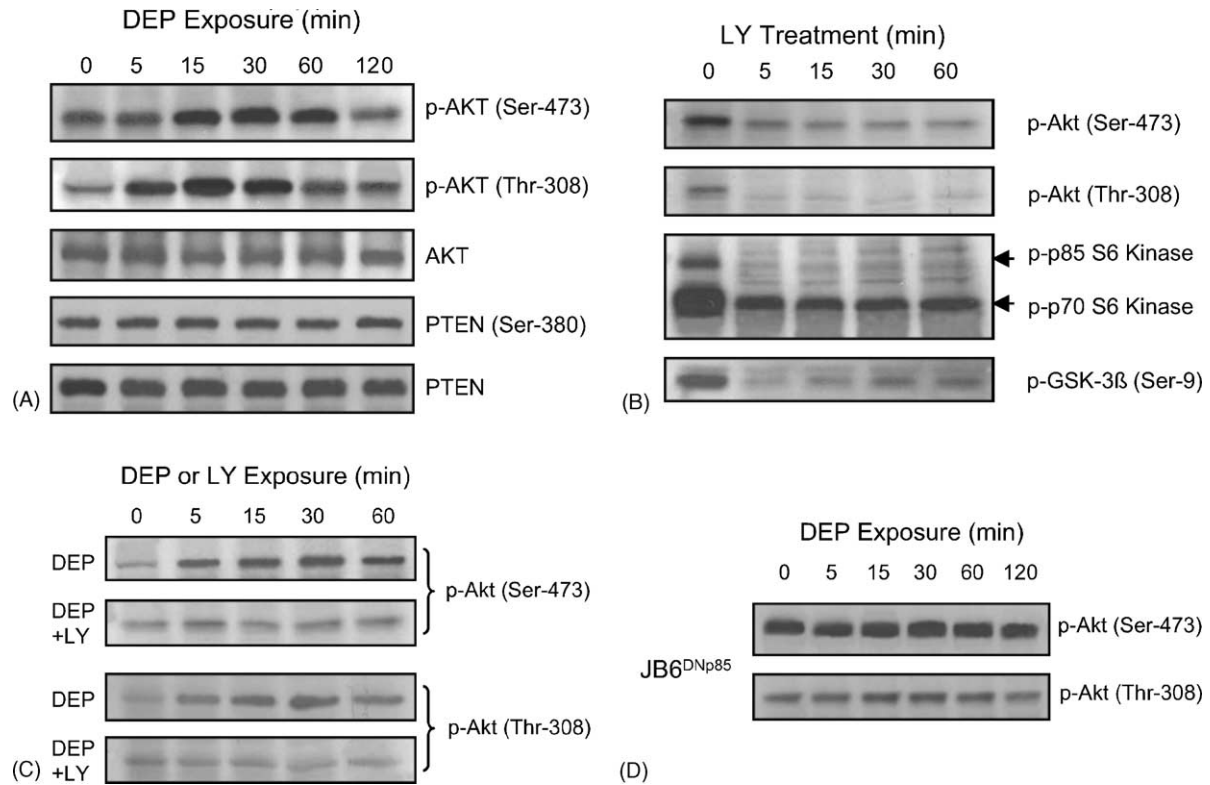 DEP Exposure (min)
0 5 15 30 60 120
p-AKT (Ser-473)
p-AKT (Thr-308)
AKT
PTEN (Ser-380)
PTEN
(A)
LY Treatment (min)
0 5 15 30 60
p-Akt (Ser-473)
p-Akt (Thr-308)
p-p85 S6 Kinase
p-p70 S6 Kinase
p-GSK-3ß (Ser-9)
(B)
DEP or LY Exposure (min)
0 5 15 30 60
DEP
DEP
+LY
p-Akt (Ser-473)
DEP
DEP
+LY
p-Akt (Thr-308)
(C)
DEP Exposure (min)
0 5 15 30 60 120
JB6DNp85
p-Akt (Ser-473)
p-Akt (Thr-308)
(D)